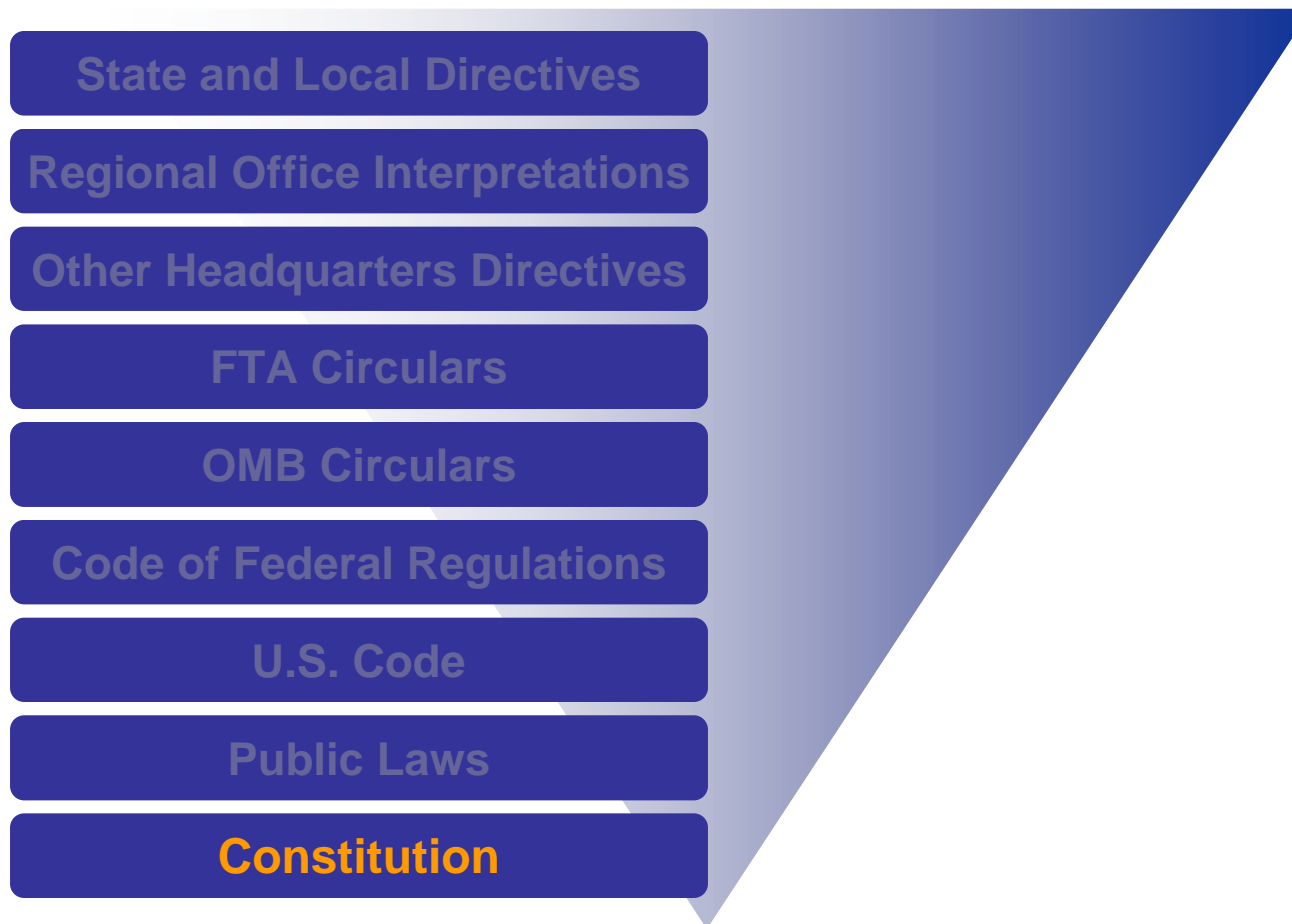 State and Local Directives
Regional Office Interpretations
Other Headquarters Directives
FTA Circulars
OMB Circulars
Code of Federal Regulations
U.S. Code
Public Laws
Constitution